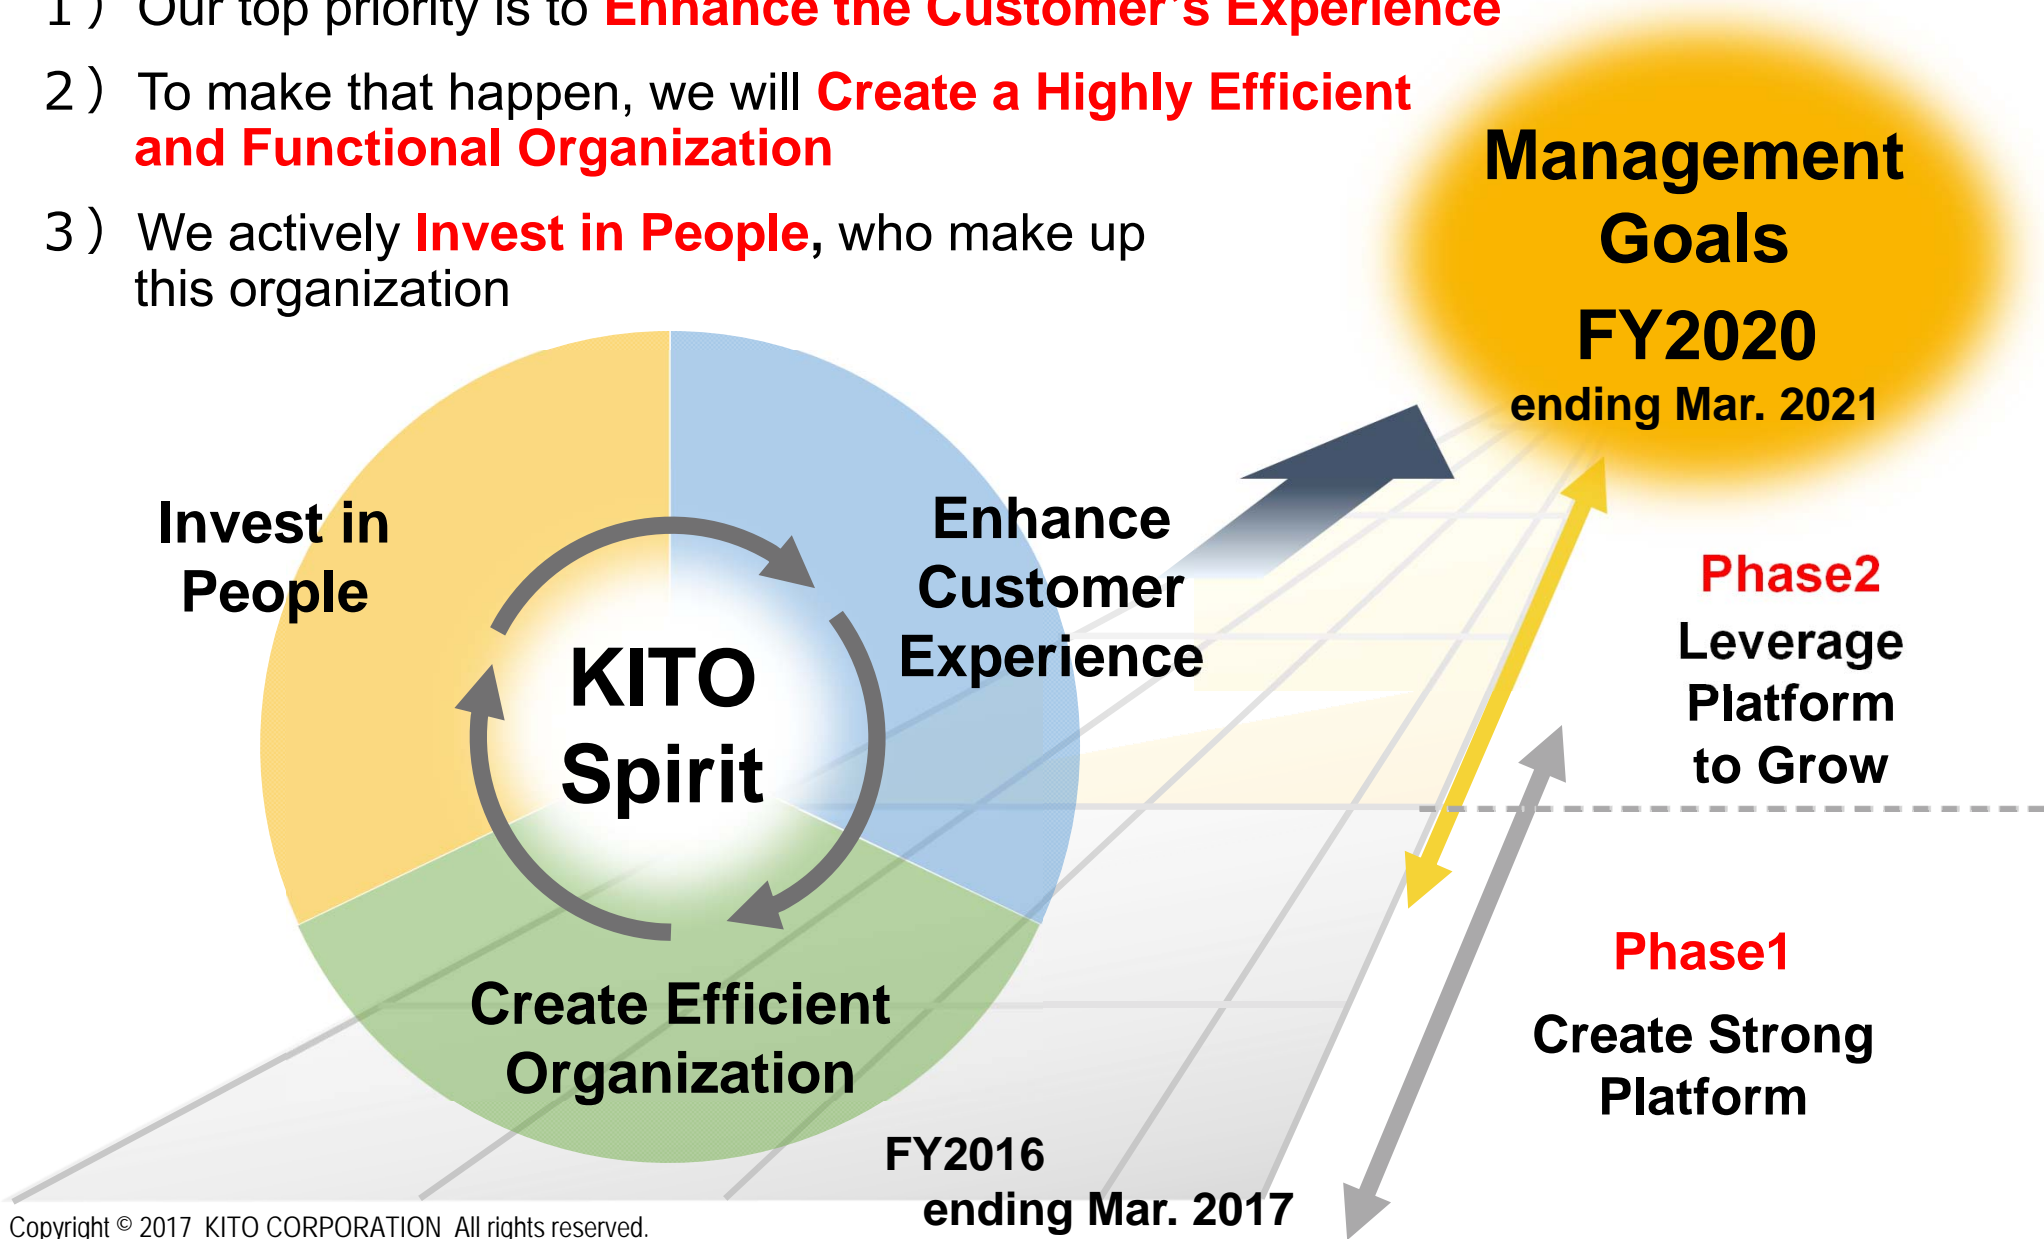 1）Our top priority is to Enhance the Customer's Experience
2）To make that happen, we will Create a Highly Efficient
and Functional Organization
3）We actively Invest in People, who make up
this organization
Management
Goals
FY2020
ending Mar. 2021
Invest in
People
Enhance
Customer
Experience
KITO
Spirit
Create Efficient
Organization
Phase2
Leverage
Platform
to Grow
Phase1
Create Strong
Platform
FY2016
ending Mar. 2017
Copyright © 2017 KITO CORPORATION All rights reserved.